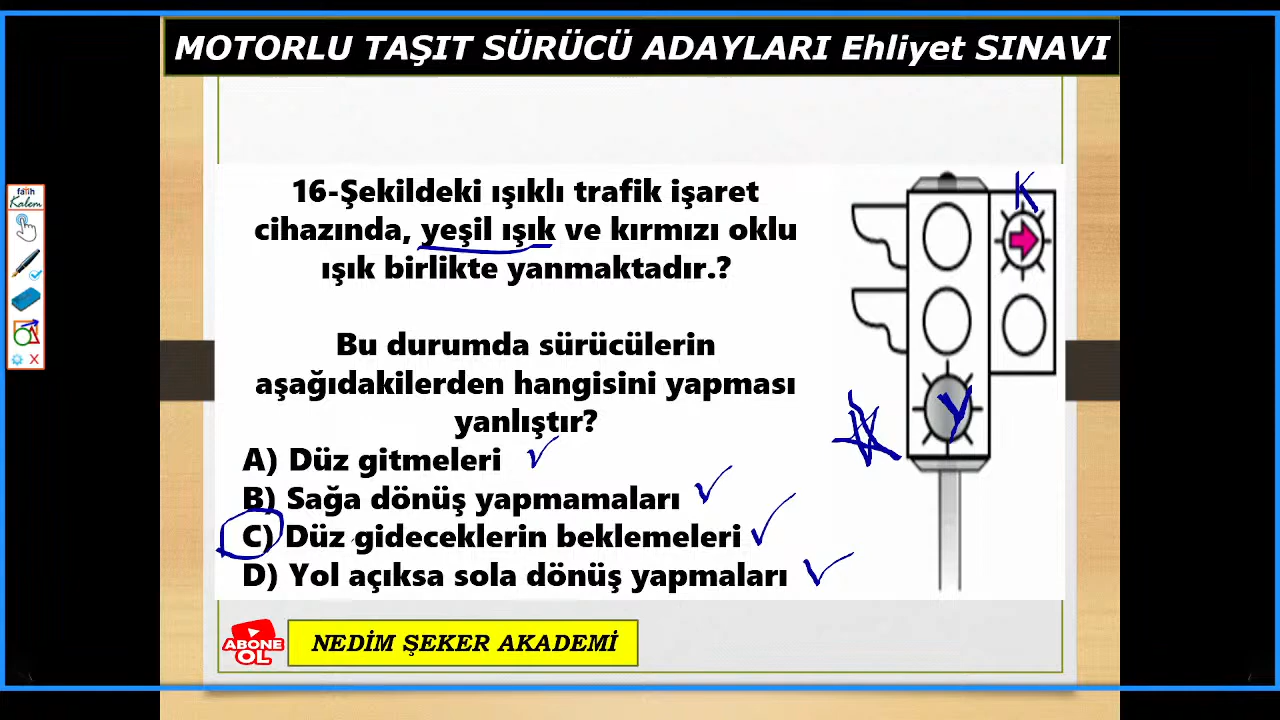 MOTORLU TAŞIT SÜRÜCÜ ADAYLARI Ehliyet SINAVI
fatih
Kalem
16-Şekildeki ışıklı trafik işaret
cihazında, yeşil ışık ve kırmızı oklu
ışık birlikte yanmaktadır.?
K
Bu durumda sürücülerin
aşağıdakilerden hangisini yapması
yanlıştır?
Y
A) Düz gitmeleri
B) Sağa dönüş yapmamaları
C) Düz gideceklerin beklemeleri
D) Yol açıksa sola dönüş yapmaları
ABONE
OL
NEDİM ŞEKER AKADEMİ